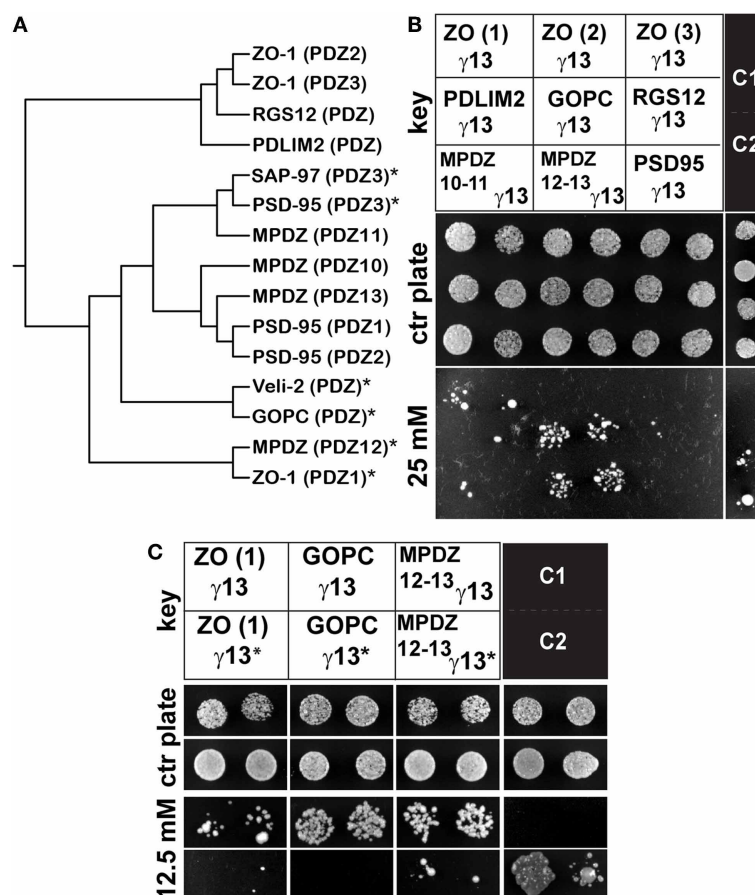 A
ZO-1 (PDZ2)
ZO-1 (PDZ3)
RGS12 (PDZ)
PDLIM2 (PDZ)
SAP-97 (PDZ3)*
PSD-95 (PDZ3)*
MPDZ (PDZ11)
MPDZ (PDZ10)
MPDZ (PDZ13)
PSD-95 (PDZ1)
PSD-95 (PDZ2)
Veli-2 (PDZ)*
GOPC (PDZ)*
MPDZ (PDZ12)*
ZO-1 (PDZ1)*
B
key
ZO (1) ZO (2) ZO (3)
γ13 γ13 γ13
PDLIM2 GOPC RGS12
γ13 γ13 γ13
MPDZ MPDZ PSD95
10-11 γ13 12-13 γ13 γ13
C1
C2
ctr plate
25 mM
C
key
ZO (1) GOPC MPDZ
γ13 γ13 12-13 γ13
C1
ZO (1) GOPC MPDZ
γ13* γ13* 12-13 γ13*
C2
ctr plate
12.5 mM